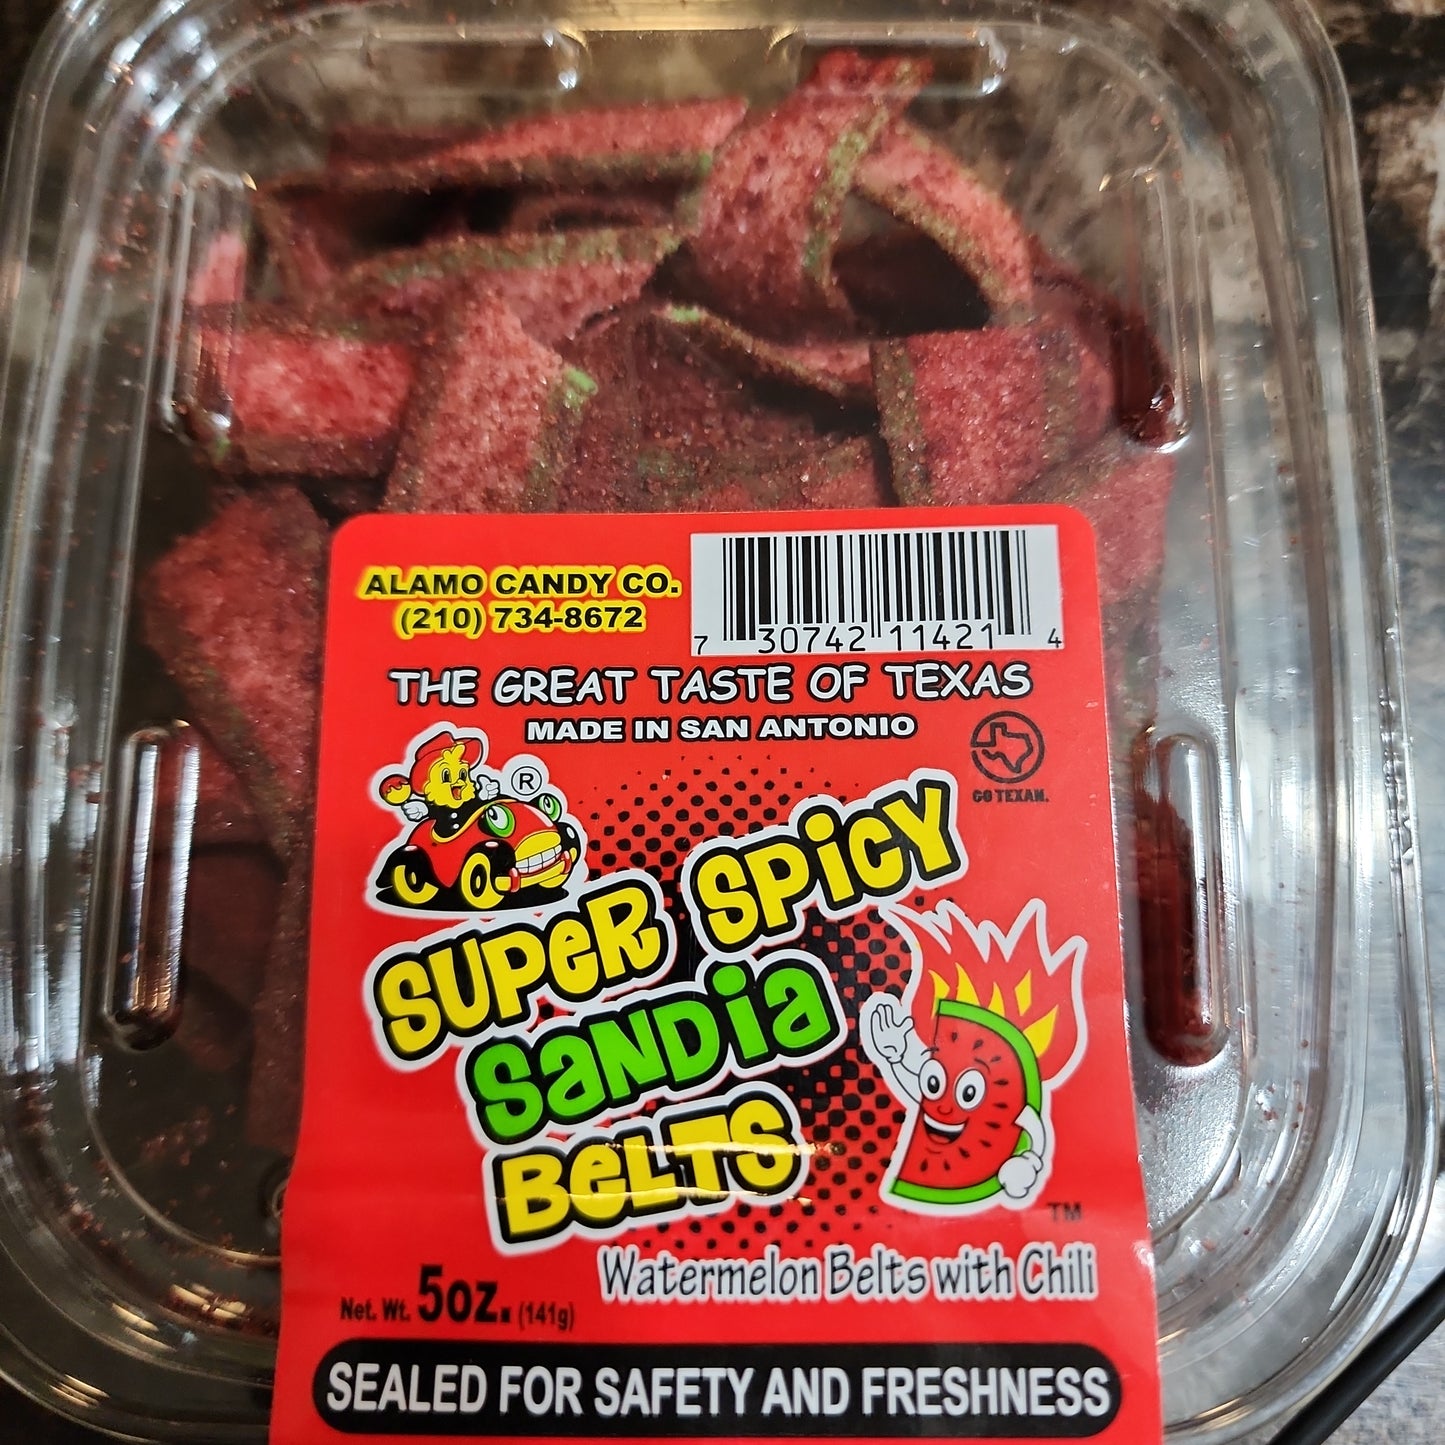 ALAMO CANDY CO.
(210) 734-8672
7 30742 11421 4
THE GREAT TASTE OF TEXAS
MADE IN SAN ANTONIO
®
GO TEXAN.
SUPER SPICY
SANDIA
BELTS
TM
Watermelon Belts with Chili
Net. Wt. 5oz. (141g)
SEALED FOR SAFETY AND FRESHNESS